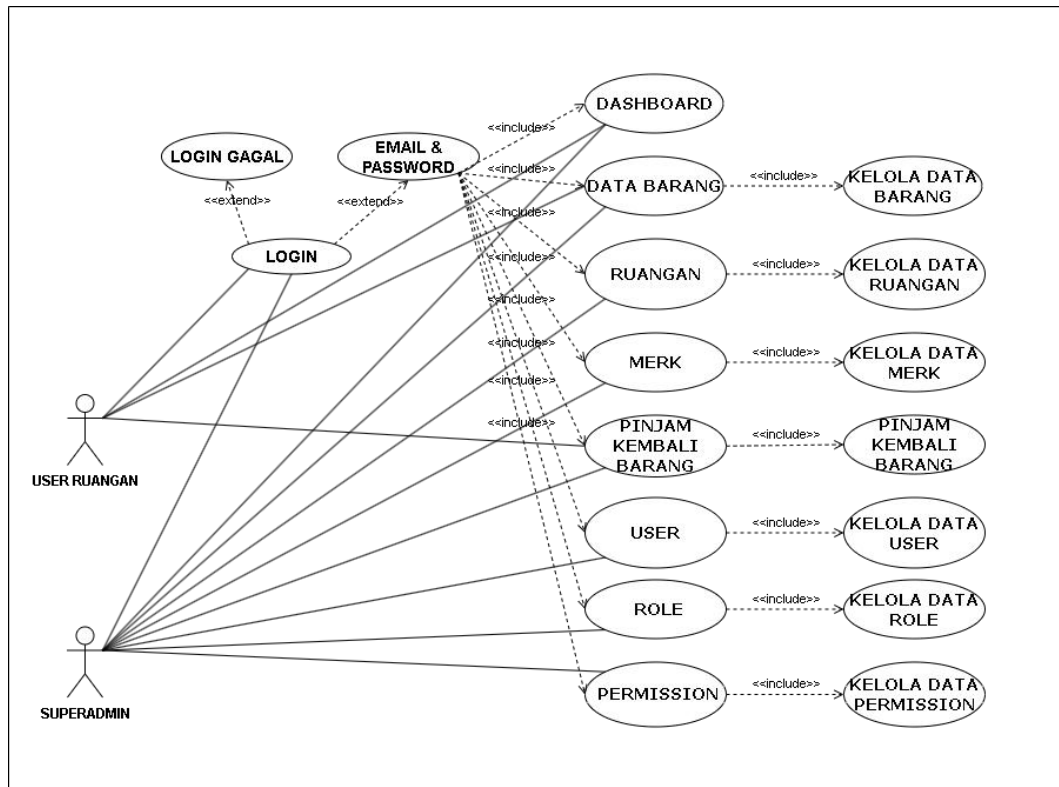 DASHBOARD
<<include>>
EMAIL &
PASSWORD
LOGIN GAGAL
<<include>>
DATA BARANG
<<include>>
KELOLA DATA
BARANG
<<extend>>
<<extend>>
<<include>>
LOGIN
<<include>>
RUANGAN
<<include>>
KELOLA DATA
RUANGAN
<<include>>
<<include>>
MERK
<<include>>
KELOLA DATA
MERK
<<include>>
<<include>>
PINJAM
KEMBALI
BARANG
<<include>>
PINJAM
KEMBALI
BARANG
USER RUANGAN
USER
<<include>>
KELOLA DATA
USER
ROLE
<<include>>
KELOLA DATA
ROLE
PERMISSION
<<include>>
KELOLA DATA
PERMISSION
SUPERADMIN